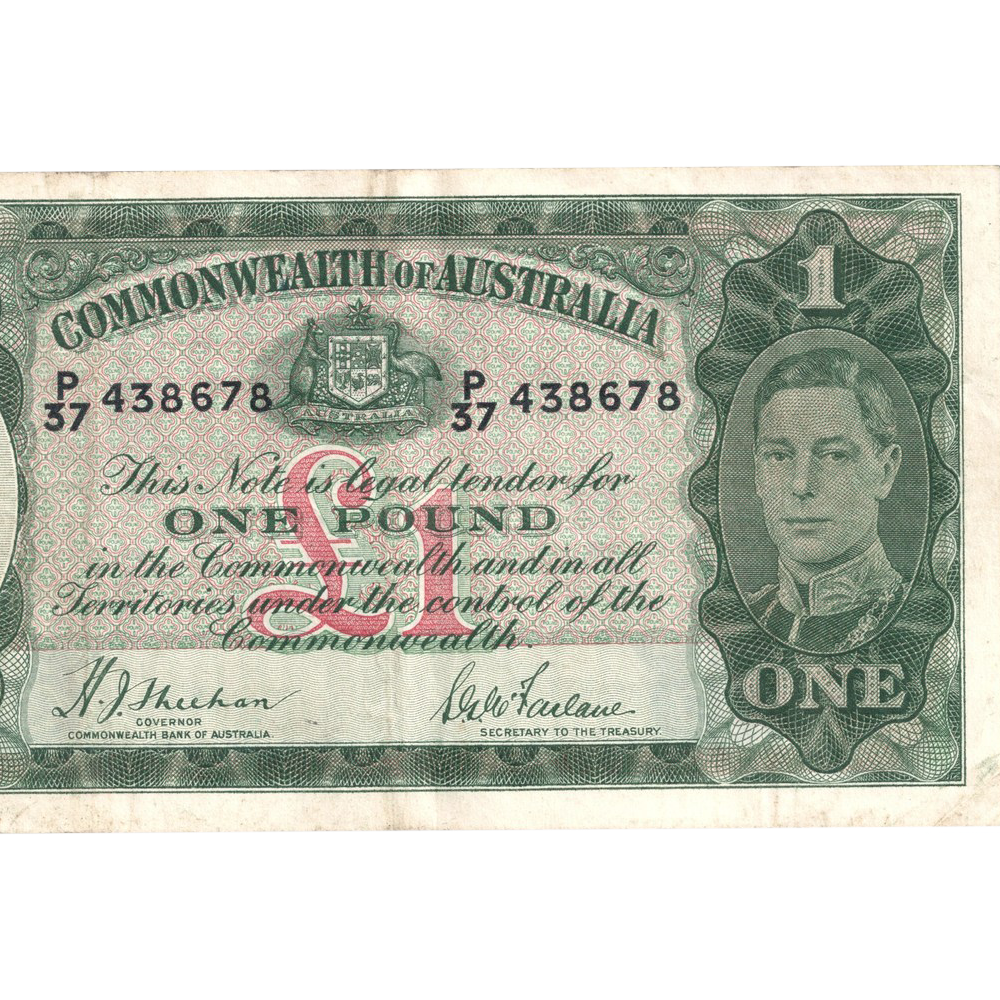 COMMONWEALTH OF AUSTRALIA
1
P/37 438678
P/37 438678
AUSTRALIA
This Note is legal tender for
ONE POUND
in the Commonwealth and in all
Territories under the control of the
Commonwealth.
£1
H. J. Sheehan
GOVERNOR
COMMONWEALTH BANK OF AUSTRALIA.
S. G. McFarlane
SECRETARY TO THE TREASURY.
ONE